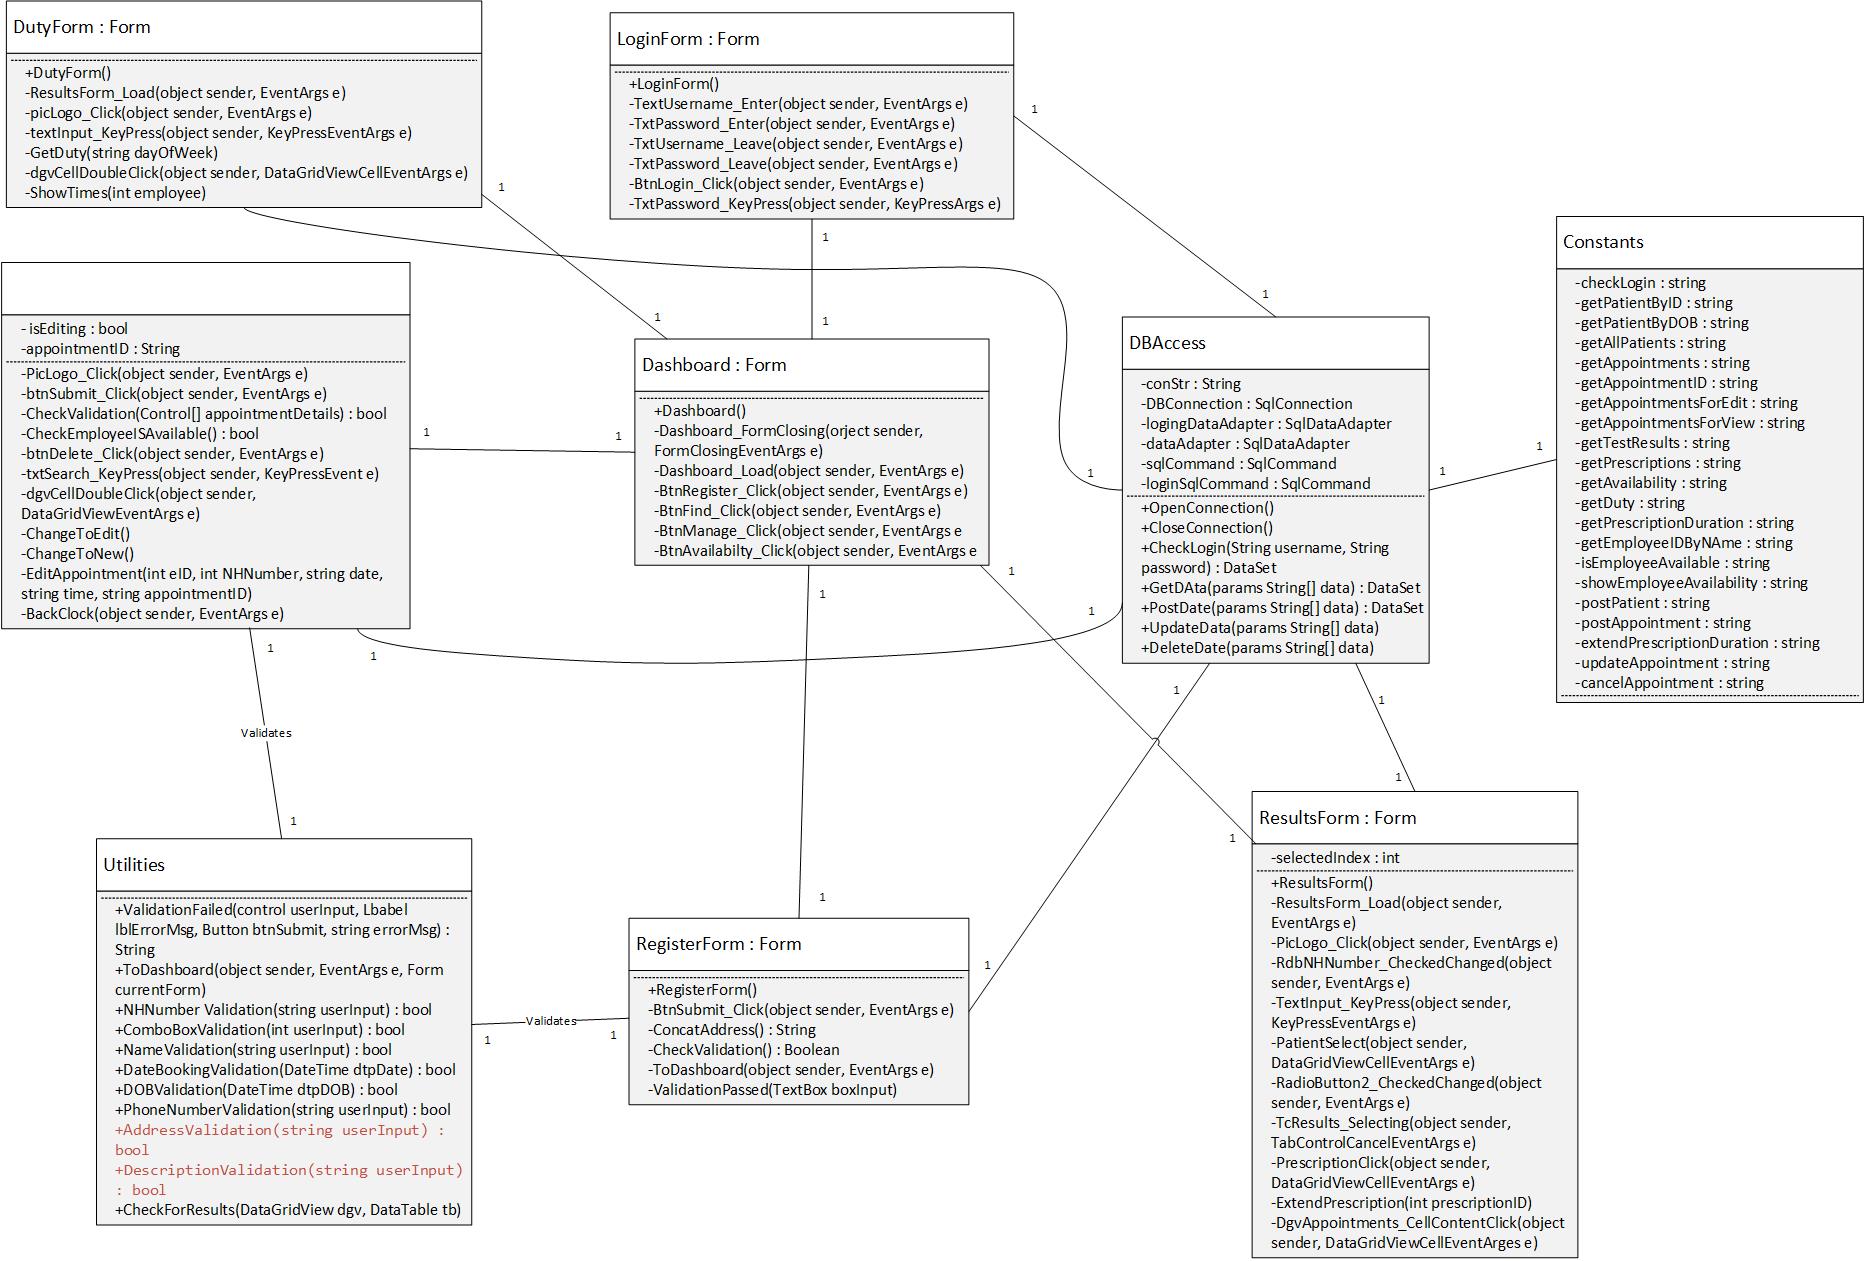 DutyForm : Form
+DutyForm()
-ResultsForm_Load(object sender, EventArgs e)
-picLogo_Click(object sender, EventArgs e)
-textInput_KeyPress(object sender, KeyPressEventArgs e)
-GetDuty(string dayOfWeek)
-dgvCellDoubleClick(object sender, DataGridViewCellEventArgs e)
-ShowTimes(int employee)
1
1
LoginForm : Form
+LoginForm()
-TextUsername_Enter(object sender, EventArgs e)
-TxtPassword_Enter(object sender, EventArgs e)
-TxtUsername_Leave(object sender, EventArgs e)
-TxtPassword_Leave(object sender, EventArgs e)
-BtnLogin_Click(object sender, EventArgs e)
-TxtPassword_KeyPress(object sender, KeyPressArgs e)
1
1
1
1
Constants
-checkLogin : string
-getPatientByID : string
-getPatientByDOB : string
-getAllPatients : string
-getAppointments : string
-getAppointmentID : string
-getAppointmentsForEdit : string
-getAppointmentsForView : string
-getTestResults : string
-getPrescriptions : string
-getAvailability : string
-getDuty : string
-getPrescriptionDuration : string
-getEmployeeIDByNAme : string
-isEmployeeAvailable : string
-showEmployeeAvailability : string
-postPatient : string
-postAppointment : string
-extendPrescriptionDuration : string
-updateAppointment : string
-cancelAppointment : string
- isEditing : bool
-appointmentID : String
-PicLogo_Click(object sender, EventArgs e)
-btnSubmit_Click(object sender, EventArgs e)
-CheckValidation(Control[] appointmentDetails) : bool
-CheckEmployeeISAvailable() : bool
-btnDelete_Click(object sender, EventArgs e)
-txtSearch_KeyPress(object sender, KeyPressEvent e)
-dgvCellDoubleClick(object sender,
DataGridViewEventArgs e)
-ChangeToEdit()
-ChangeToNew()
-EditAppointment(int eID, int NHNumber, string date,
string time, string appointmentID)
-BackClock(object sender, EventArgs e)
1
1
Dashboard : Form
+Dashboard()
-Dashboard_FormClosing(orject sender,
FormClosingEventArgs e)
-Dashboard_Load(object sender, EventArgs e)
-BtnRegister_Click(object sender, EventArgs e)
-BtnFind_Click(object sender, EventArgs e)
-BtnManage_Click(object sender, EventArgs e
-BtnAvailabilty_Click(object sender, EventArgs e
DBAccess
-conStr : String
-DBConnection : SqlConnection
-logingDataAdapter : SqlDataAdapter
-dataAdapter : SqlDataAdapter
-sqlCommand : SqlCommand
-loginSqlCommand : SqlCommand
+OpenConnection()
+CloseConnection()
+CheckLogin(String username, String
password) : DataSet
+GetDAta(params String[] data) : DataSet
+PostDate(params String[] data) : DataSet
+UpdateData(params String[] data)
+DeleteDate(params String[] data)
1
1
1
1
1
1
1
1
1
1
1
1
Validates
1
Utilities
+ValidationFailed(control userInput, Lbabel
lblErrorMsg, Button btnSubmit, string errorMsg) :
String
+ToDashboard(object sender, EventArgs e, Form
currentForm)
+NHNumber Validation(string userInput) : bool
+ComboBoxValidation(int userInput) : bool
+NameValidation(string userInput) : bool
+DateBookingValidation(DateTime dtpDate) : bool
+DOBValidation(DateTime dtpDOB) : bool
+PhoneNumberValidation(string userInput) : bool
+AddressValidation(string userInput) :
bool
+DescriptionValidation(string userInput)
: bool
+CheckForResults(DataGridView dgv, DataTable tb)
1
Validates
1
1
RegisterForm : Form
+RegisterForm()
-BtnSubmit_Click(object sender, EventArgs e)
-ConcatAddress() : String
-CheckValidation() : Boolean
-ToDashboard(object sender, EventArgs e)
-ValidationPassed(TextBox boxInput)
1
1
ResultsForm : Form
-selectedIndex : int
+ResultsForm()
-ResultsForm_Load(object sender,
EventArgs e)
-PicLogo_Click(object sender, EventArgs e)
-RdbNHNumber_CheckedChanged(object
sender, EventArgs e)
-TextInput_KeyPress(object sender,
KeyPressEventArgs e)
-PatientSelect(object sender,
DataGridViewCellEventArgs e)
-RadioButton2_CheckedChanged(object
sender, EventArgs e)
-TcResults_Selecting(object sender,
TabControlCancelEventArgs e)
-PrescriptionClick(object sender,
DataGridViewCellEventArgs e)
-ExtendPrescription(int prescriptionID)
-DgvAppointments_CellContentClick(object
sender, DataGridViewCellEventArges e)